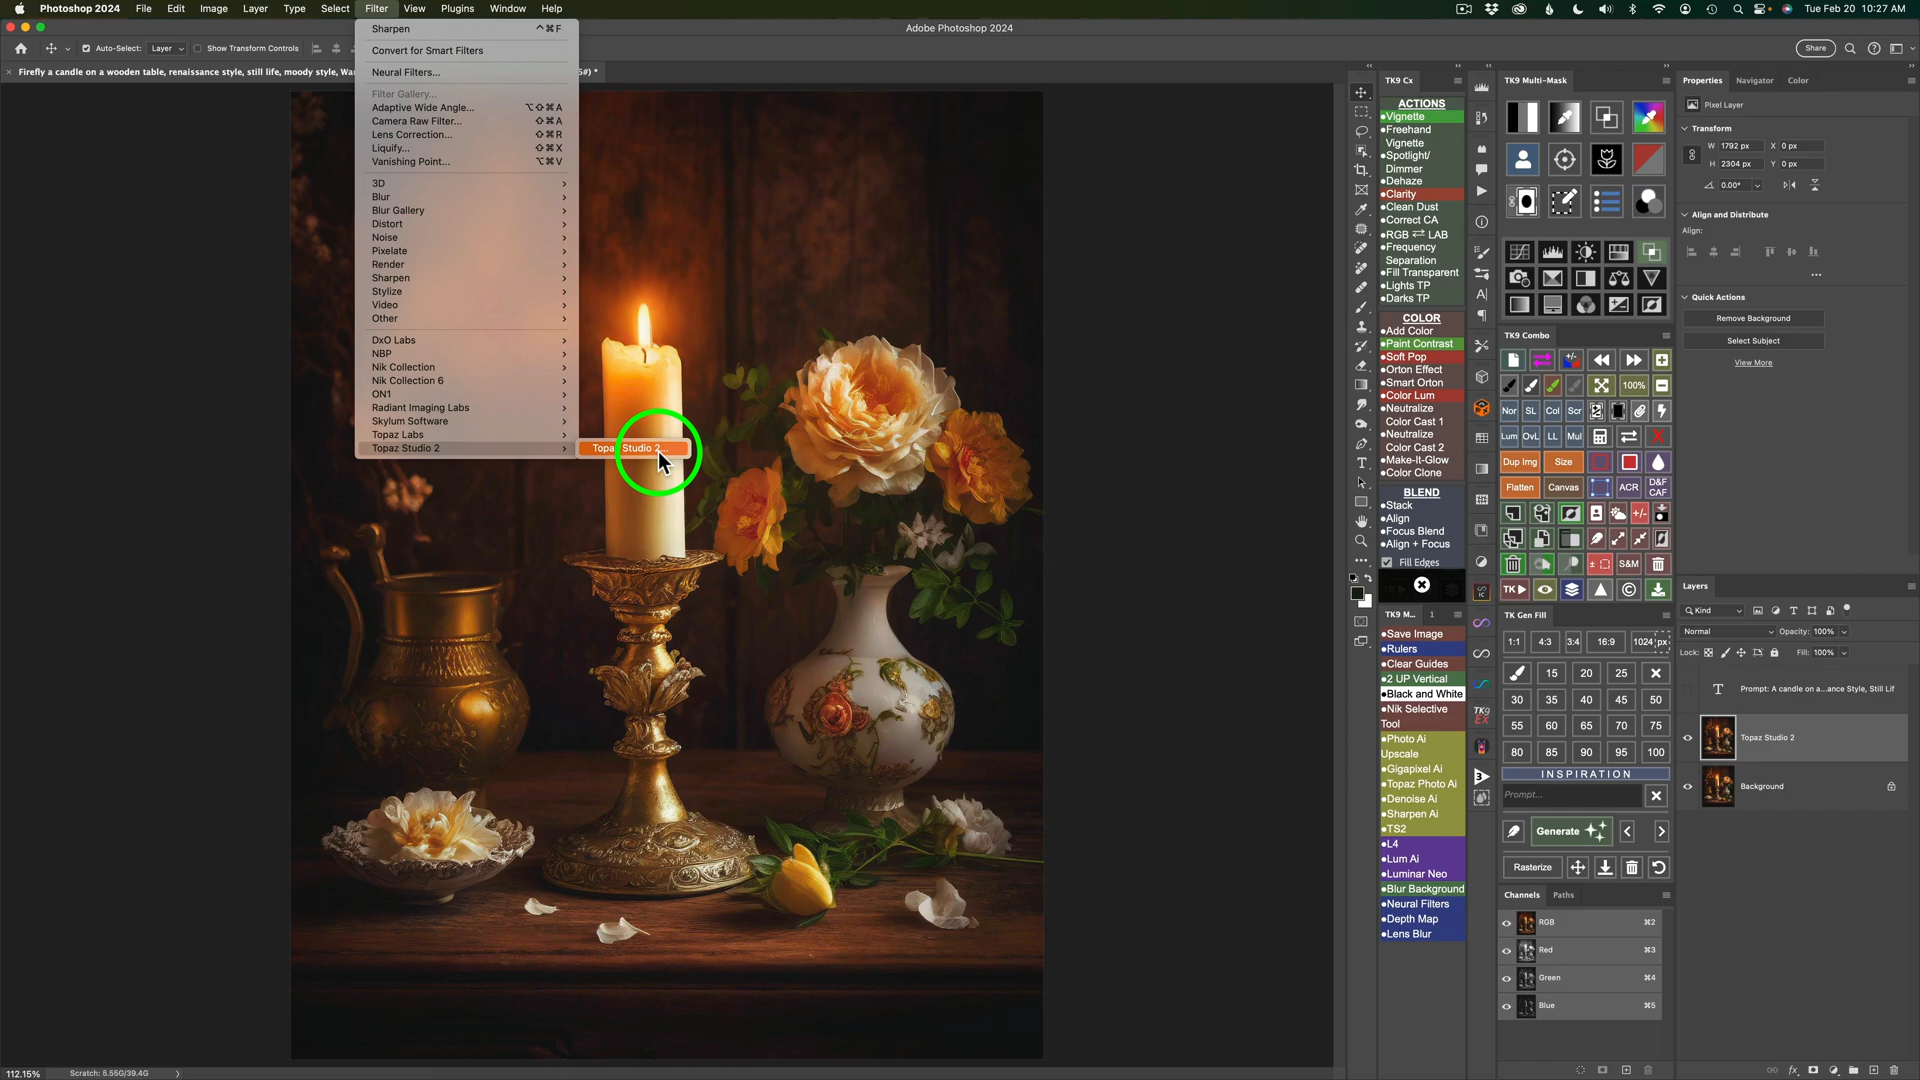 Photoshop 2024 File Edit Image Layer Type Select Filter View Plugins Window Help Tue Feb 20 10:27 AM
Adobe Photoshop 2024
Auto-Select: Layer Show Transform Controls Share
Firefly a candle on a wooden table, renaissance style, still life, moody style, Wa
Sharpen ^⌘F
Convert for Smart Filters
Neural Filters...
Filter Gallery...
Adaptive Wide Angle... ⌥⇧⌘A
Camera Raw Filter... ⇧⌘A
Lens Correction... ⇧⌘R
Liquify... ⇧⌘X
Vanishing Point... ⌥⌘V
3D
Blur
Blur Gallery
Distort
Noise
Pixelate
Render
Sharpen
Stylize
Video
Other
DxO Labs
NBP
Nik Collection
Nik Collection 6
ON1
Radiant Imaging Labs
Skylum Software
Topaz Labs
Topaz Studio 2
Topaz Studio 2...
TK9 Cx
ACTIONS
Vignette
Freehand
Vignette
Spotlight/
Dimmer
Dehaze
Clarity
Clean Dust
Correct CA
RGB ⇄ LAB
Frequency
Separation
Fill Transparent
Lights TP
Darks TP
COLOR
Add Color
Paint Contrast
Soft Pop
Orton Effect
Smart Orton
Color Lum
Neutralize
Color Cast 1
Neutralize
Color Cast 2
Make-It-Glow
Color Clone
BLEND
Stack
Align
Focus Blend
Align + Focus
Fill Edges
TK9 M... 1
Save Image
Rulers
Clear Guides
2 UP Vertical
Black and White
Nik Selective
Tool
Photo Ai
Upscale
Gigapixel Ai
Topaz Photo Ai
Denoise Ai
Sharpen Ai
TS2
L4
Lum Ai
Luminar Neo
Blur Background
Neural Filters
Depth Map
Lens Blur
TK9
EX
TK9 Multi-Mask
TK9 Combo
100%
Nor SL Col Scr
Lum OvL LL Mul
Dup Img Size
Flatten Canvas ACR D&F
CAF
+/-
S&M
TK
TK Gen Fill
1:1 4:3 3:4 16:9 1024 px
15 20 25
30 35 40 45 50
55 60 65 70 75
80 85 90 95 100
INSPIRATION
Prompt...
Generate
Rasterize
Channels Paths
RGB ⌘2
Red ⌘3
Green ⌘4
Blue ⌘5
Properties Navigator Color
Pixel Layer
Transform
W 1792 px X 0 px
H 2304 px Y 0 px
0.00°
Align and Distribute
Align:
Quick Actions
Remove Background
Select Subject
View More
Layers
Kind
Normal Opacity: 100%
Lock: Fill: 100%
Prompt: A candle on a...ance Style, Still Lif
Topaz Studio 2
Background
112.15% Scratch: 5.55G/39.4G